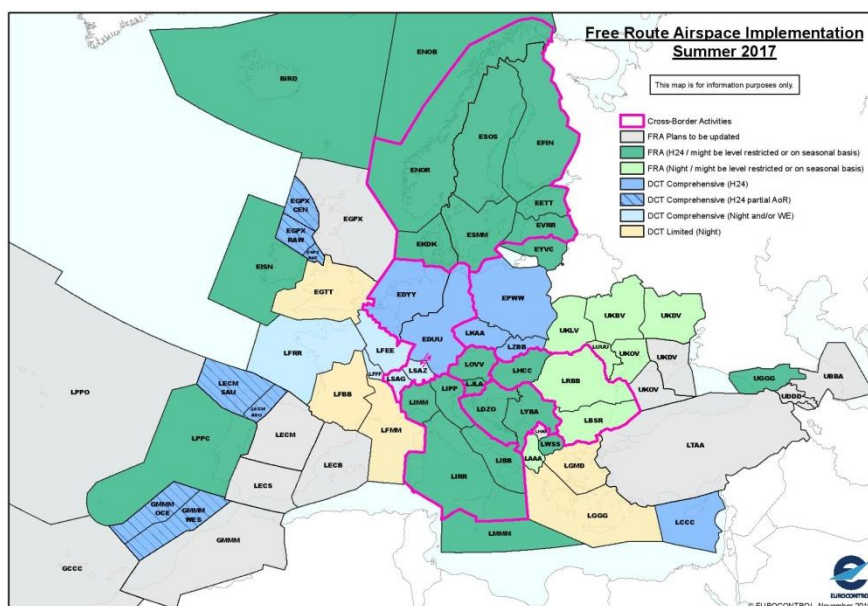 Free Route Airspace Implementation
Summer 2017
This map is for information purposes only.
Cross-Border Activities
FRA Plans to be updated
FRA (H24 / might be level restricted or on seasonal basis)
FRA (Night / might be level restricted or on seasonal basis)
DCT Comprehensive (H24)
DCT Comprehensive (H24 partial AoR)
DCT Comprehensive (Night and/or WE)
DCT Limited (Night)
BIRD
ENOB
ENOR
ESOS
EFIN
EGPX
CEN
EGPX
EGPX
RAW
EETT
EVRR
EISN
EKDK
ESMM
EYVC
EGTT
EDYY
EPWW
EDUU
LKAA
UKLV
UKBV
UKDV
LFRR
LFEE
LZBB
UKOV
UKDV
LFFF
LSAG
LSAZ
LOVV
LHCC
LPPO
LECM
SAU
LECM
LFBB
LIMM
LIPP
LJLA
LRBB
UKOV
UGGG
UBBA
UDDD
LFMM
LDZO
LYBA
LBSR
LPPC
LECM
LECB
LWSS
LTAA
LECS
LIRR
LIBB
LAAA
LGMD
GMMM
OCE
GMMM
WES
LGGG
LCCC
LMMM
GMMM
GCCC
EUROCONTROL
© EUROCONTROL, November